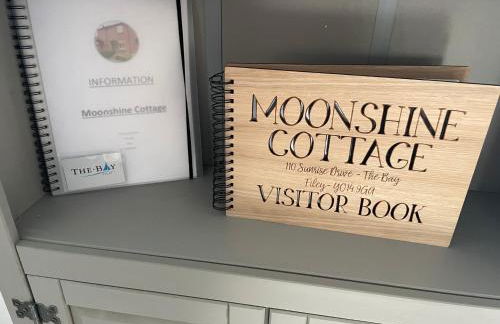 INFORMATION
Moonshine Cottage
THE·BAY
MOONSHINE
COTTAGE
110 Sunrise Drive - The Bay
Filey - YO14 9GA
VISITOR BOOK